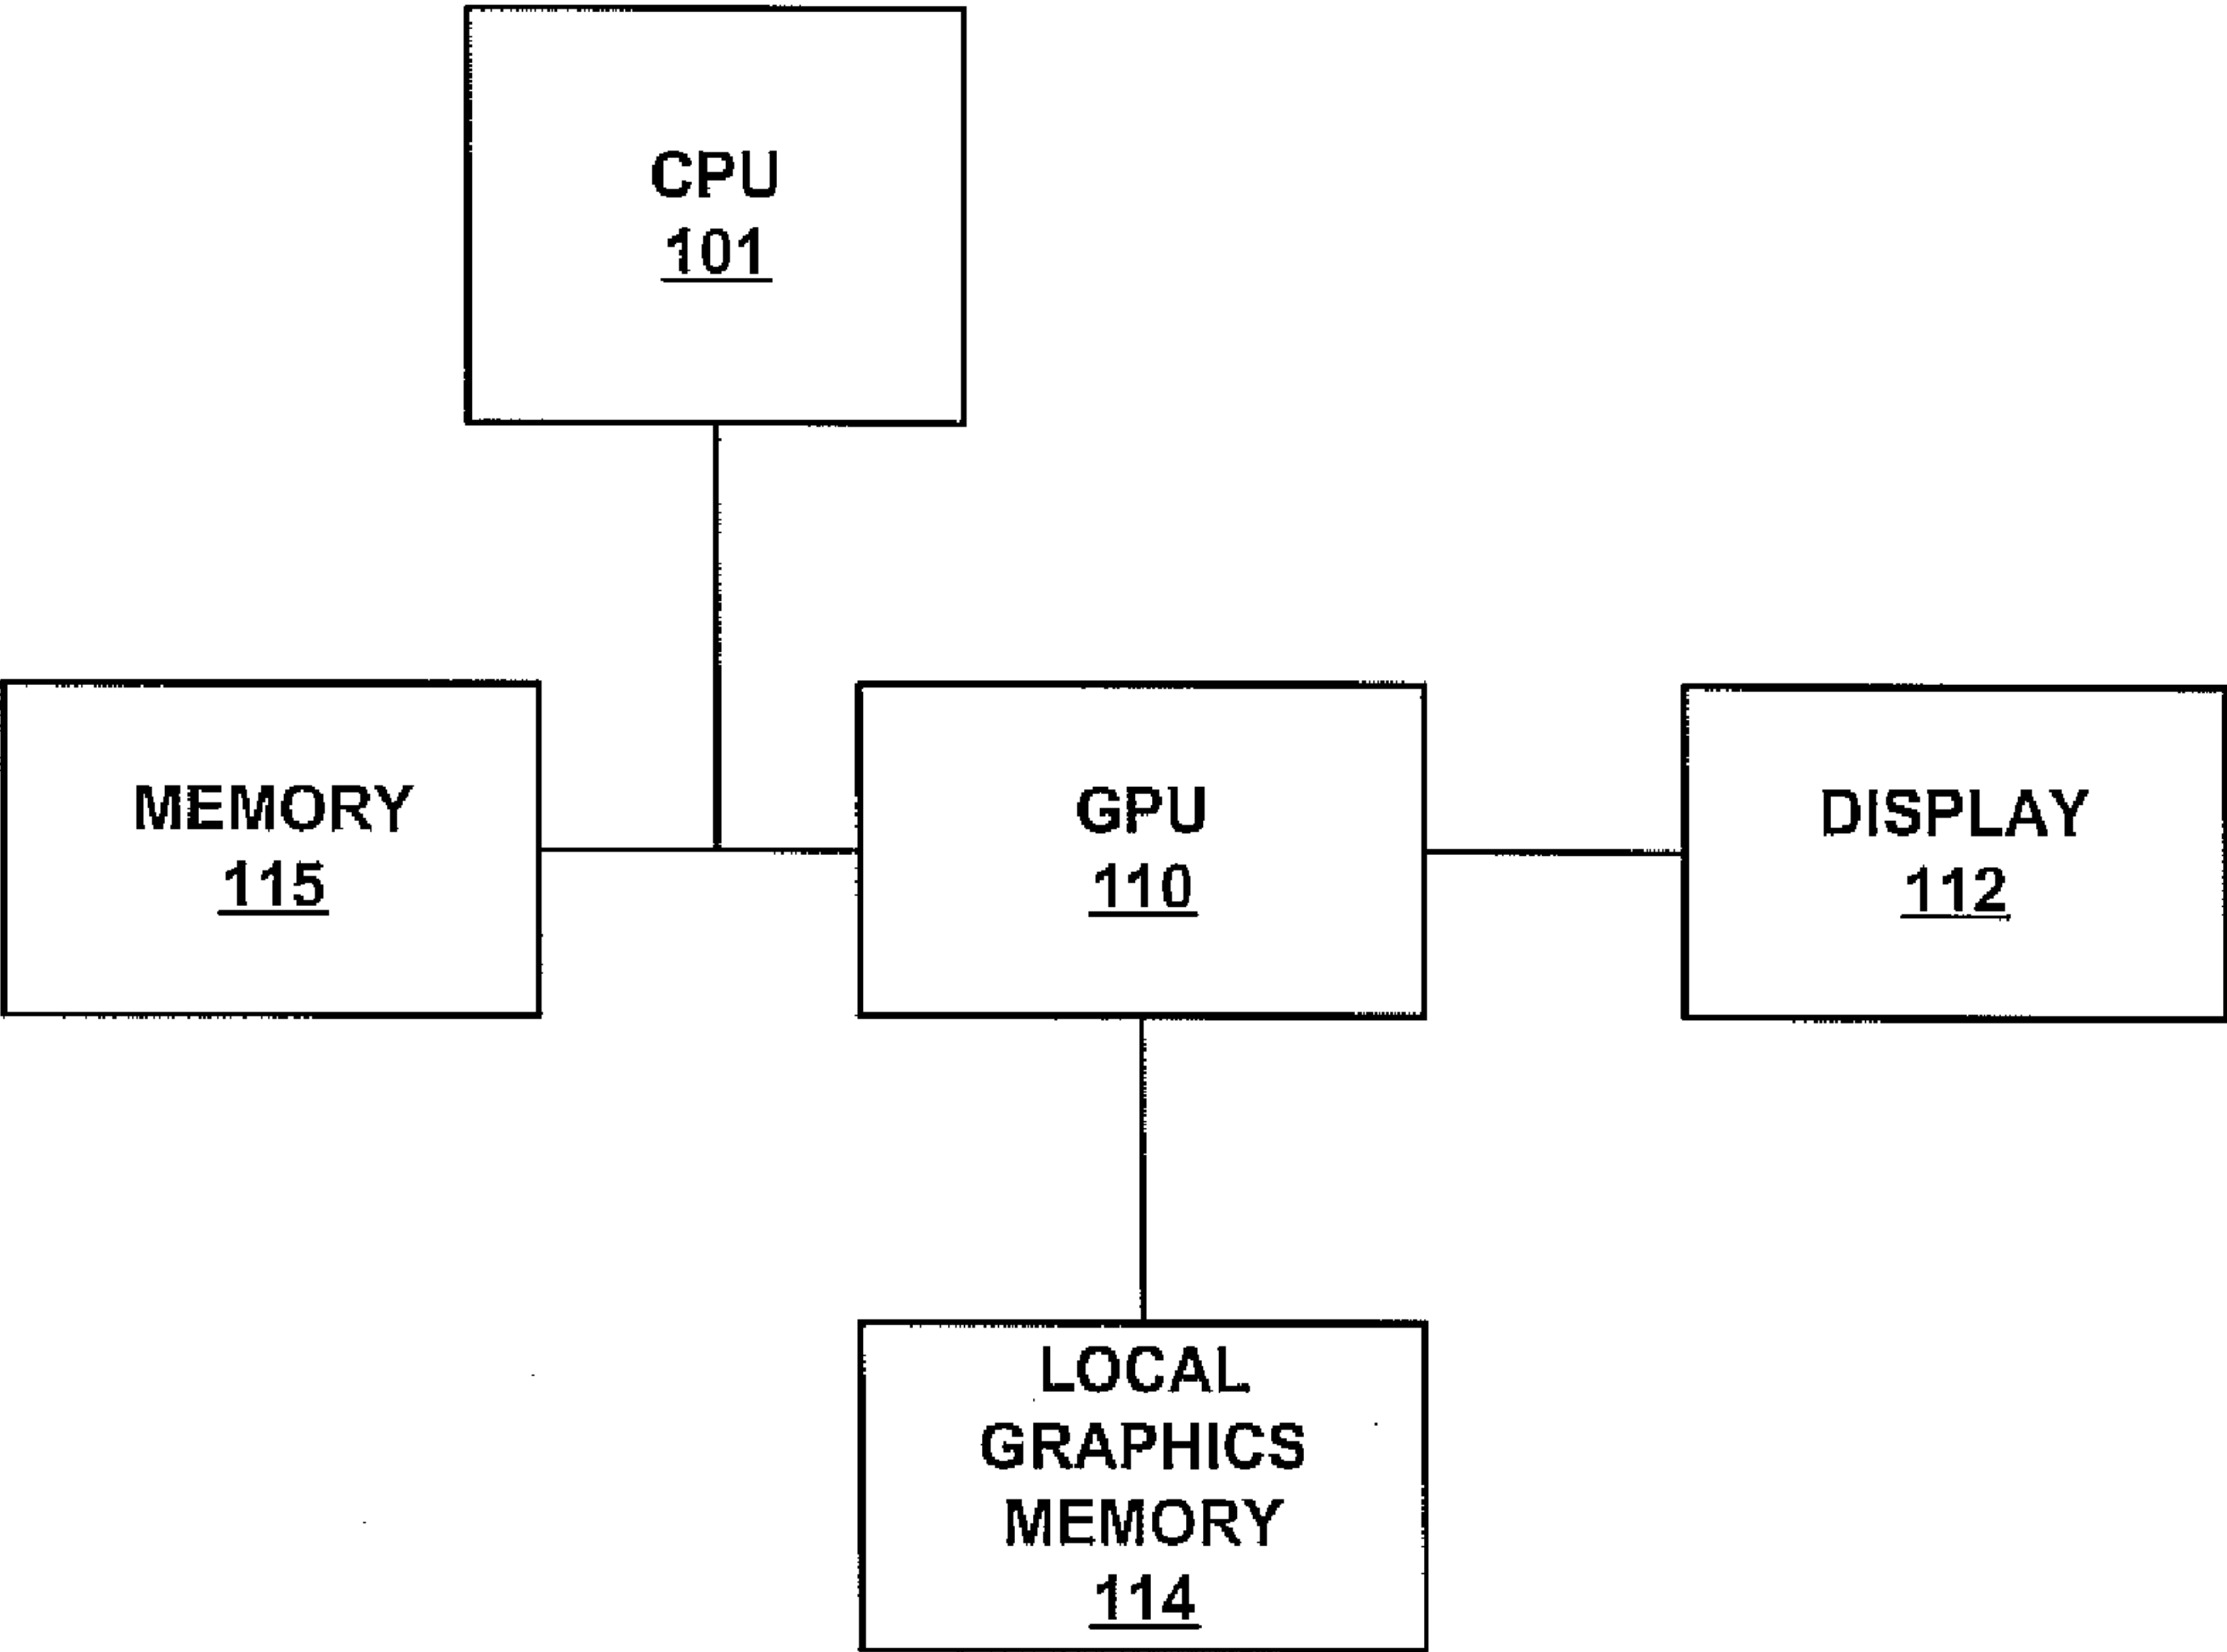 CPU
101
MEMORY
115
GPU
110
DISPLAY
112
LOCAL
GRAPHICS
MEMORY
114